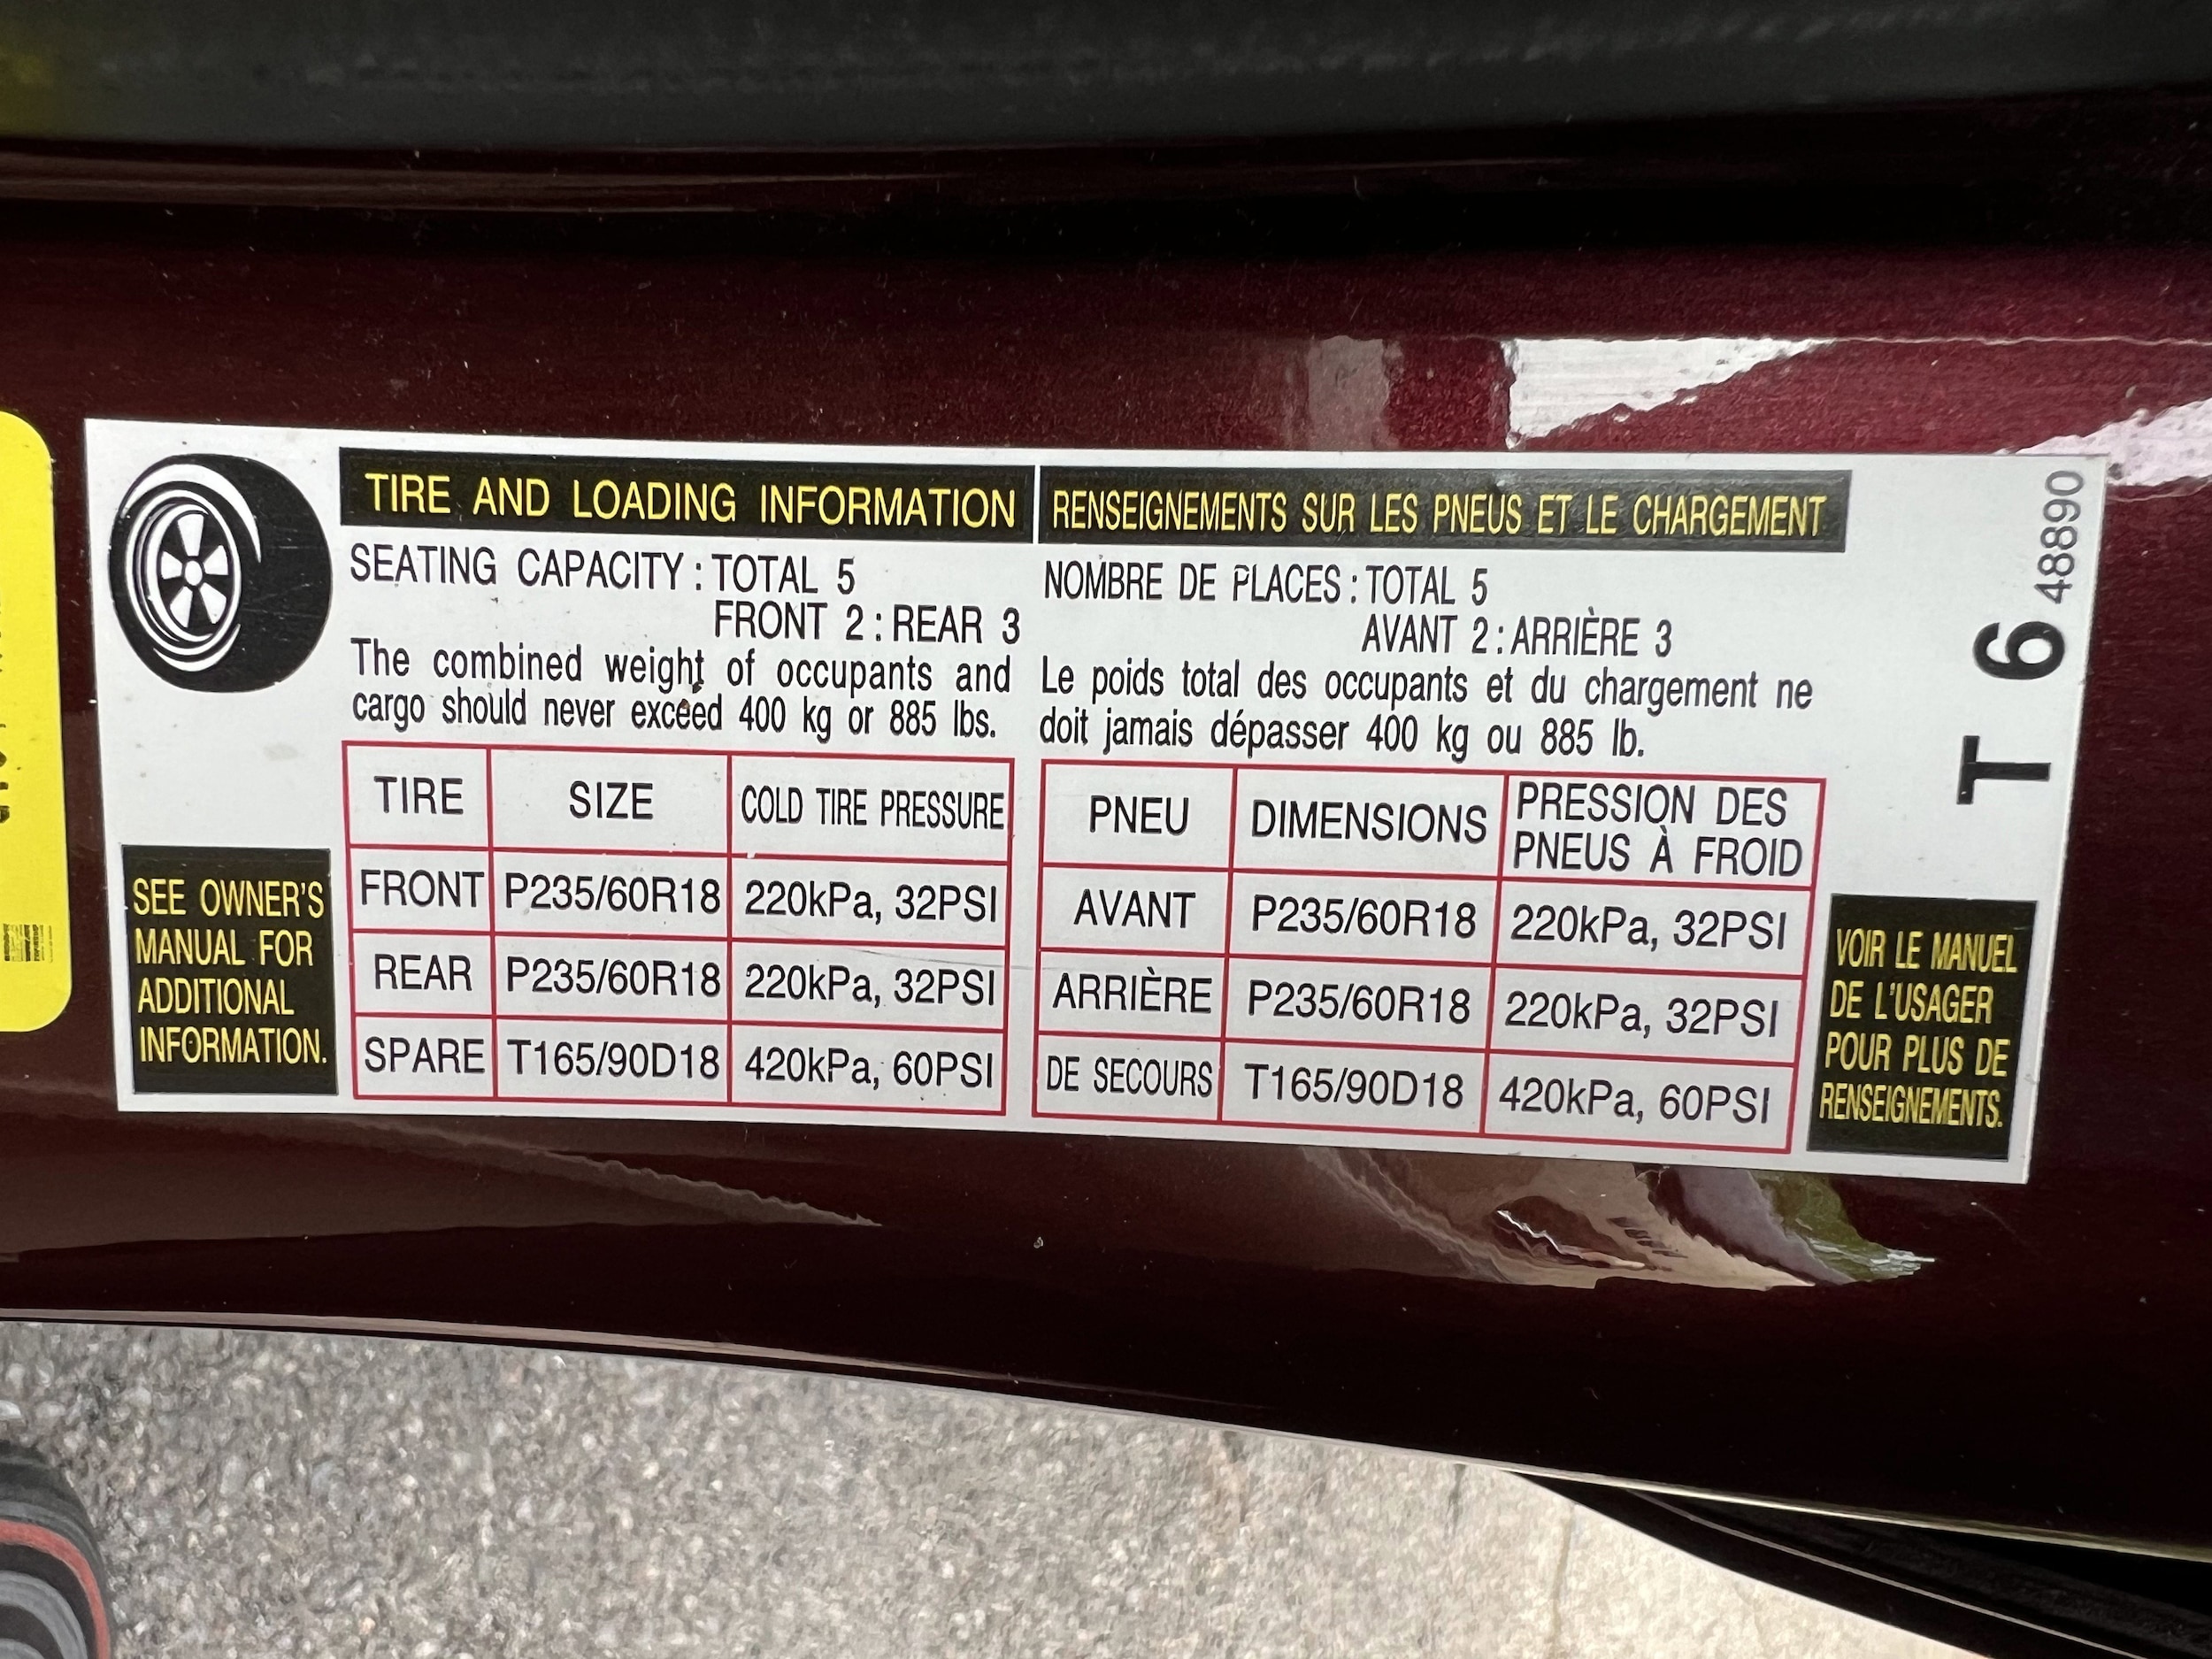 TIRE AND LOADING INFORMATION
SEATING CAPACITY : TOTAL 5
FRONT 2 : REAR 3
The combined weight of occupants and
cargo should never exceed 400 kg or 885 lbs.
TIRE SIZE COLD TIRE PRESSURE
FRONT P235/60R18 220kPa, 32PSI
REAR P235/60R18 220kPa, 32PSI
SPARE T165/90D18 420kPa, 60PSI
SEE OWNER'S
MANUAL FOR
ADDITIONAL
INFORMATION.
RENSEIGNEMENTS SUR LES PNEUS ET LE CHARGEMENT
NOMBRE DE PLACES : TOTAL 5
AVANT 2 : ARRIÈRE 3
Le poids total des occupants et du chargement ne
doit jamais dépasser 400 kg ou 885 lb.
PNEU DIMENSIONS PRESSION DES
PNEUS À FROID
AVANT P235/60R18 220kPa, 32PSI
ARRIÈRE P235/60R18 220kPa, 32PSI
DE SECOURS T165/90D18 420kPa, 60PSI
VOIR LE MANUEL
DE L'USAGER
POUR PLUS DE
RENSEIGNEMENTS.
T 6 48890